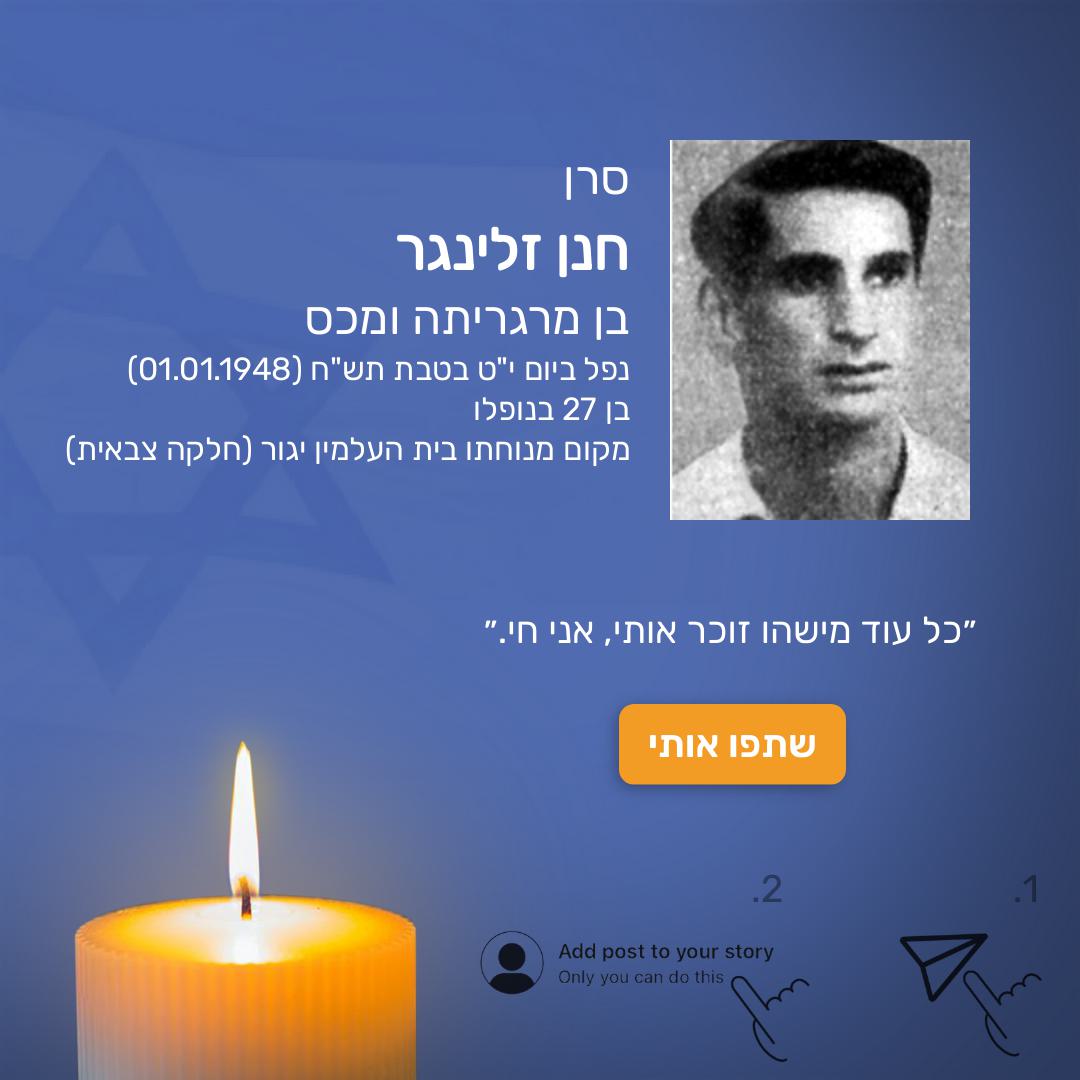 סרן
חנן זלינגר
בן מרגריתה ומכס
נפל ביום י"ט בטבת תש"ח (01.01.1948)
בן 27 בנופלו
מקום מנוחתו בית העלמין יגור (חלקה צבאית)
״כל עוד מישהו זוכר אותי, אני חי.״
שתפו אותי
1.
2.
Add post to your story
Only you can do this